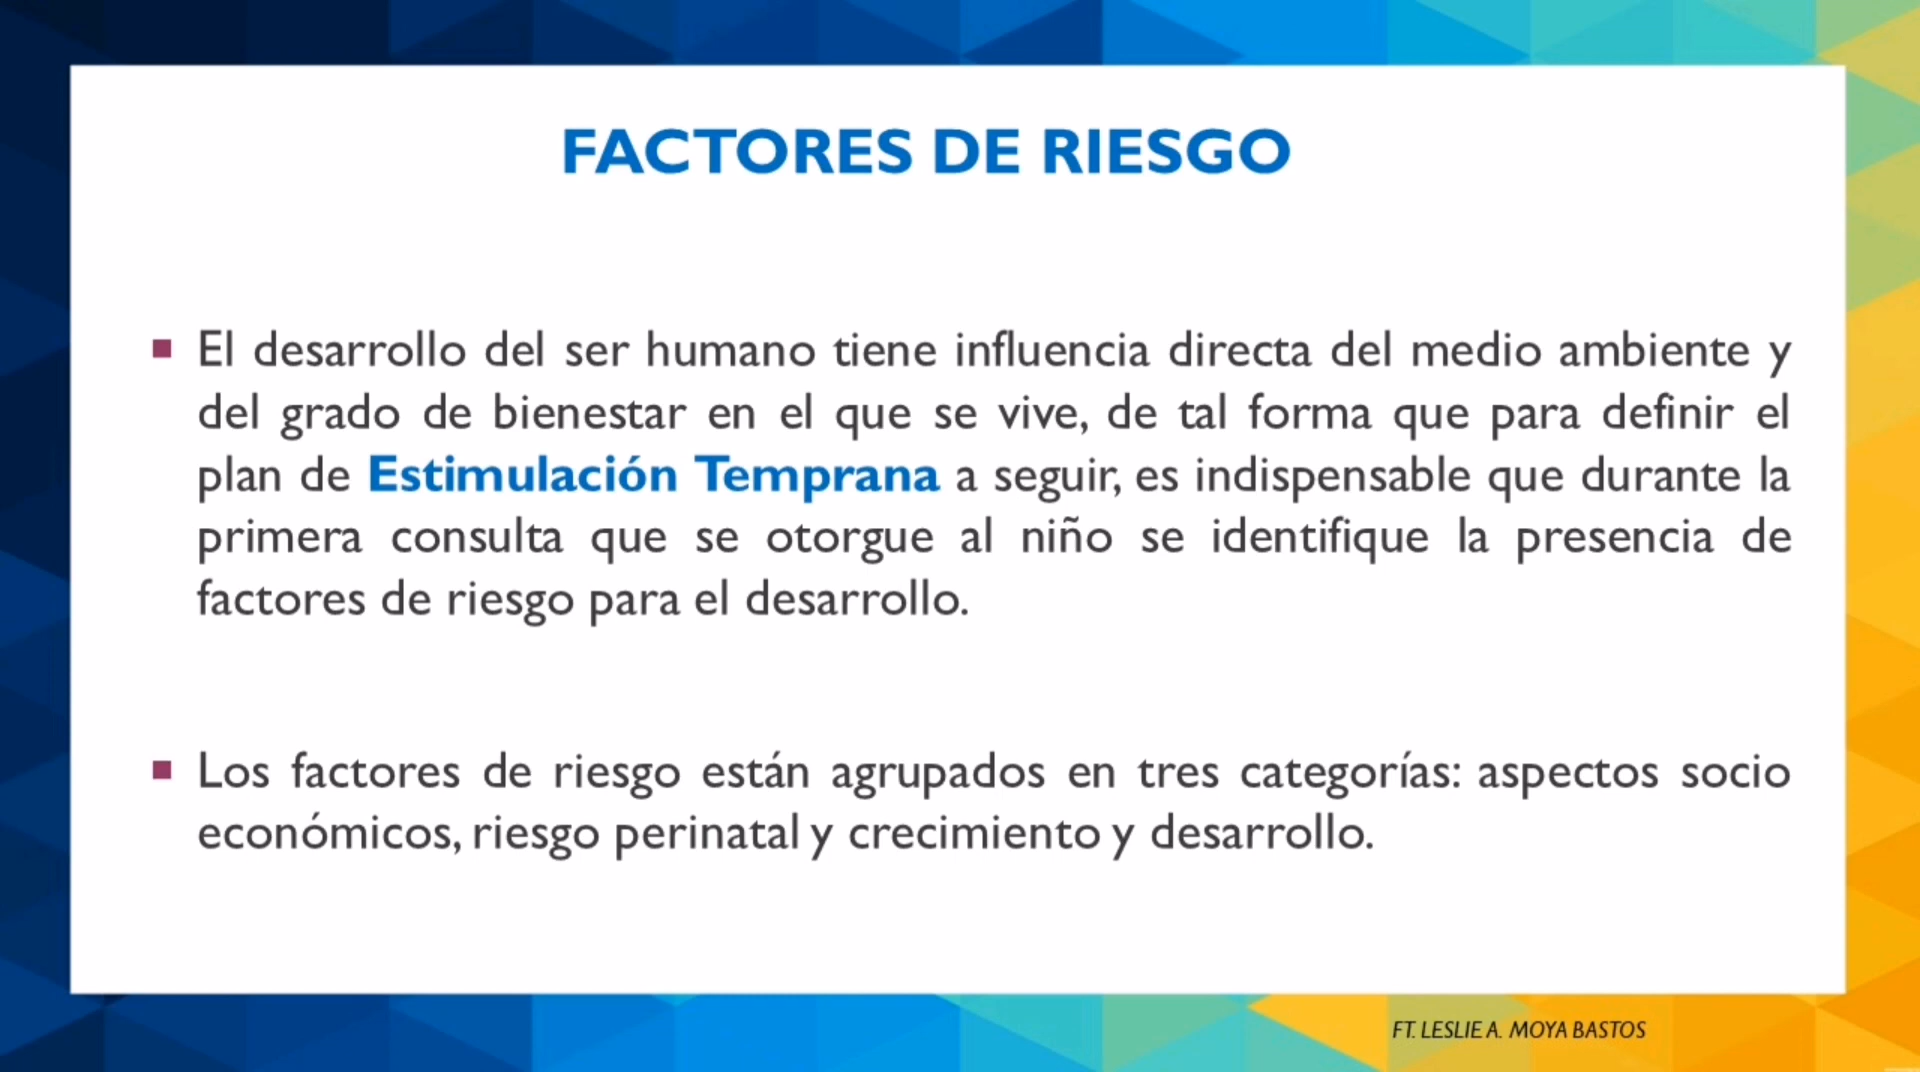 FACTORES DE RIESGO
▪ El desarrollo del ser humano tiene influencia directa del medio ambiente y
del grado de bienestar en el que se vive, de tal forma que para definir el
plan de Estimulación Temprana a seguir, es indispensable que durante la
primera consulta que se otorgue al niño se identifique la presencia de
factores de riesgo para el desarrollo.
▪ Los factores de riesgo están agrupados en tres categorías: aspectos socio
económicos, riesgo perinatal y crecimiento y desarrollo.
FT. LESLIE A. MOYA BASTOS